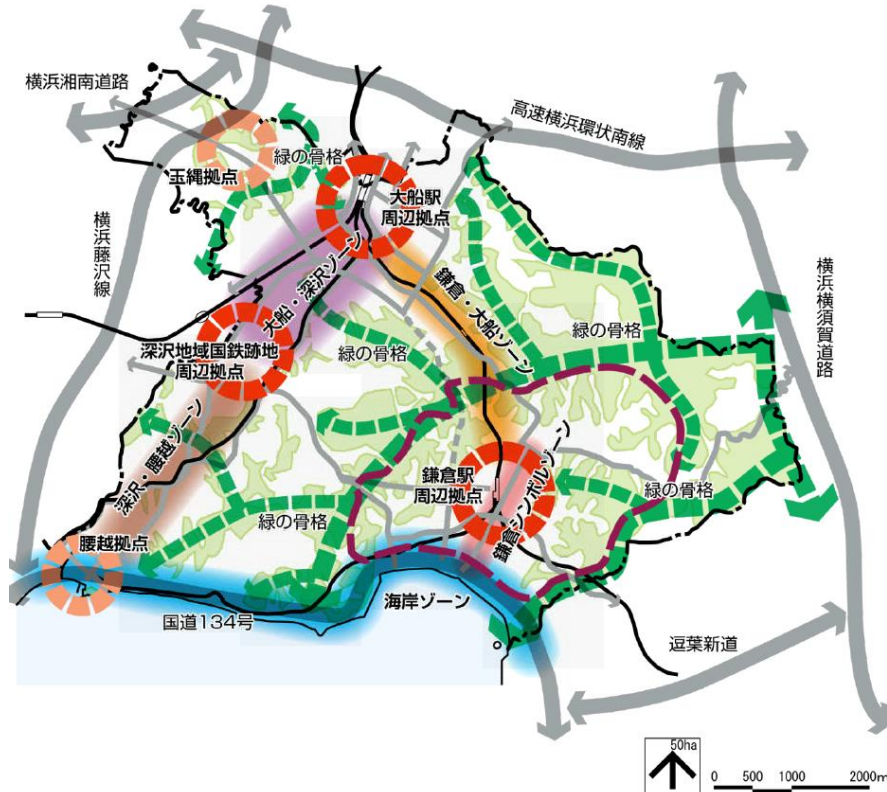 横浜湘南道路
高速横浜環状南線
緑の骨格
玉縄拠点
大船駅
周辺拠点
横浜藤沢線
大船・深沢ゾーン
鎌倉・大船ゾーン
横浜横須賀道路
深沢地域国鉄跡地
周辺拠点
緑の骨格
緑の骨格
深沢・腰越ゾーン
鎌倉駅
周辺拠点
鎌倉シンボルゾーン
緑の骨格
緑の骨格
腰越拠点
国道134号
海岸ゾーン
逗葉新道
50ha
0 500 1000 2000m